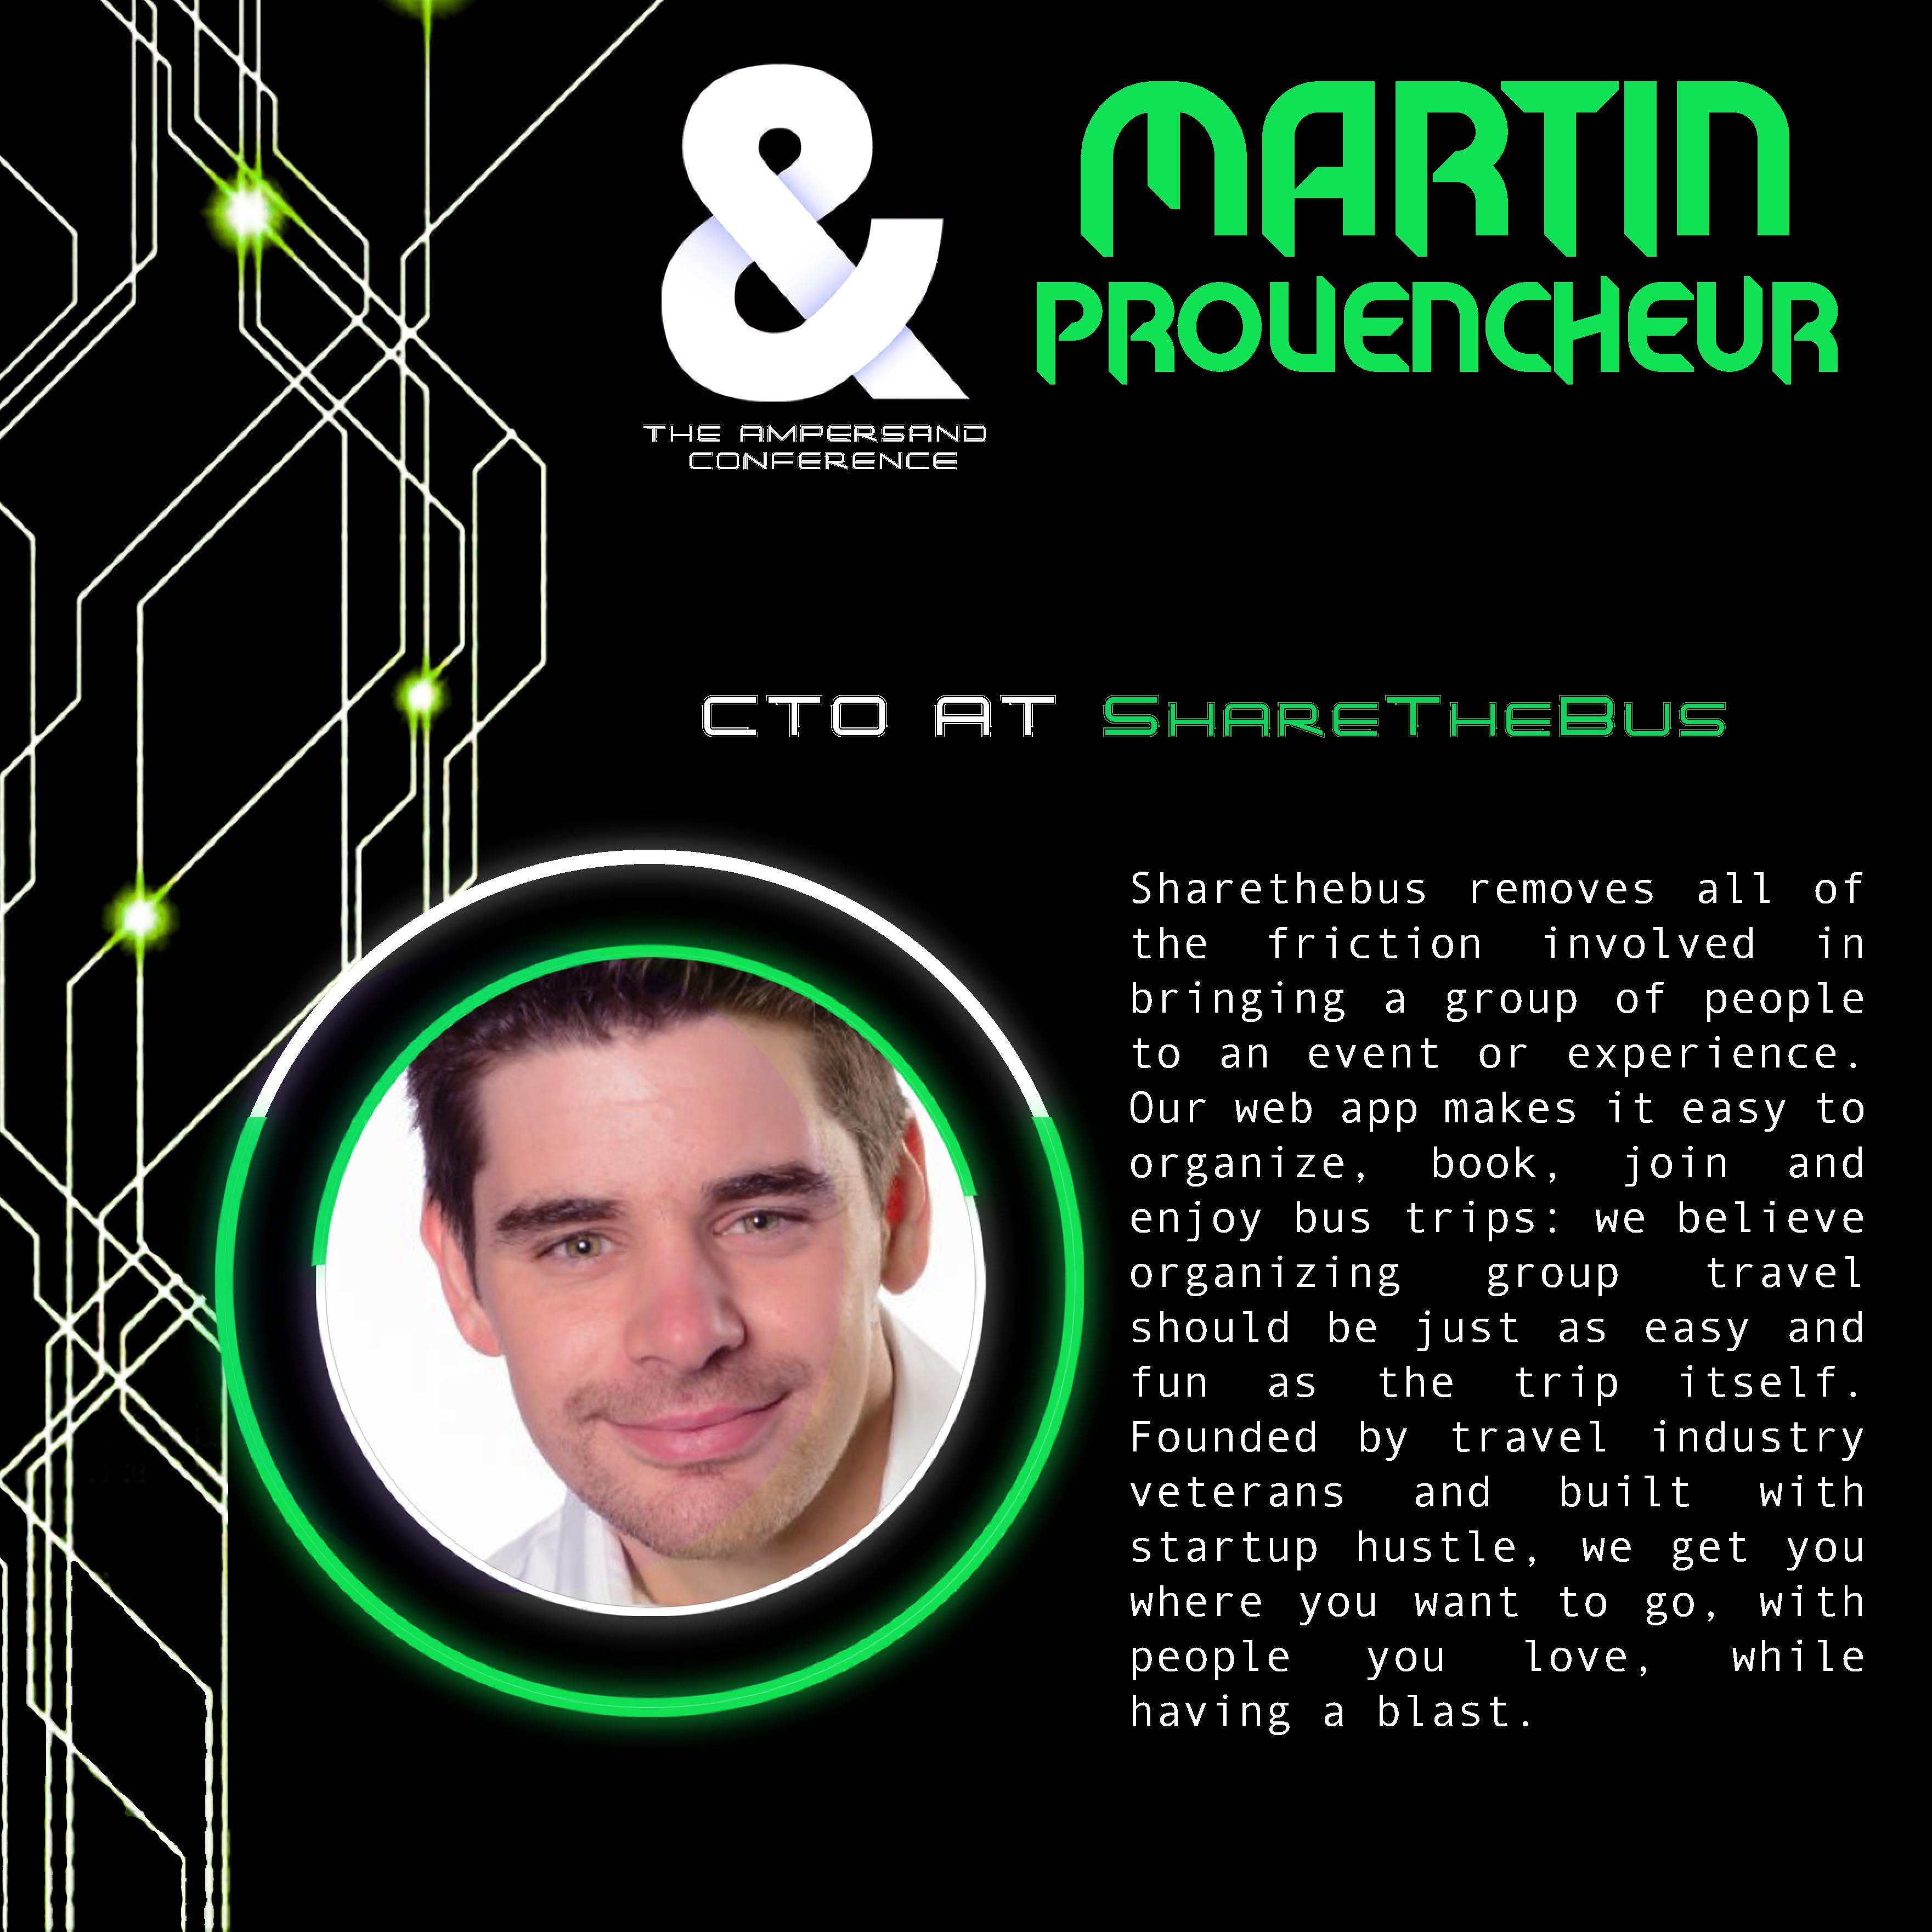 &
MARTIN
PROVENCHEUR
THE AMPERSAND
CONFERENCE
CTO AT SHARETHEBUS
Sharethebus removes all of
the friction involved in
bringing a group of people
to an event or experience.
Our web app makes it easy to
organize, book, join and
enjoy bus trips: we believe
organizing group travel
should be just as easy and
fun as the trip itself.
Founded by travel industry
veterans and built with
startup hustle, we get you
where you want to go, with
people you love, while
having a blast.